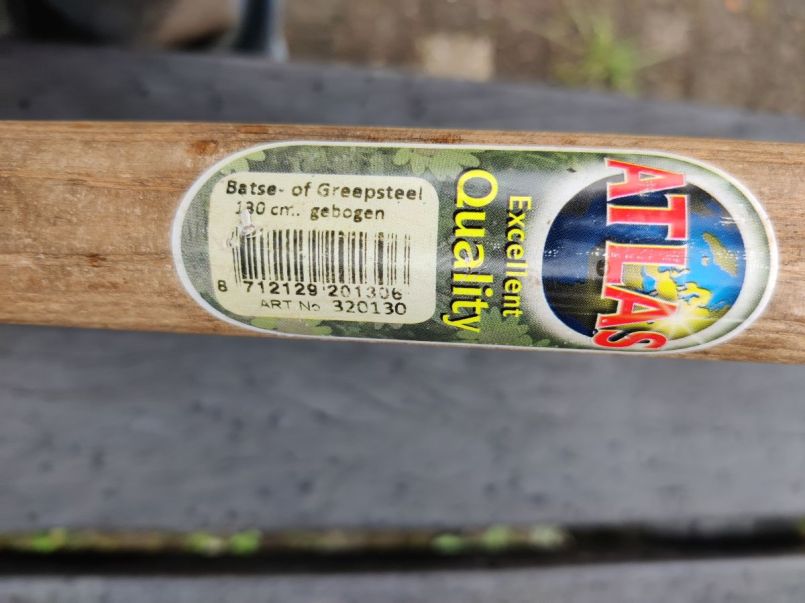 Batse- of Greepsteel
130 cm. gebogen
8 712129 201306
ART No 320130
Excellent
Quality
ATLAS